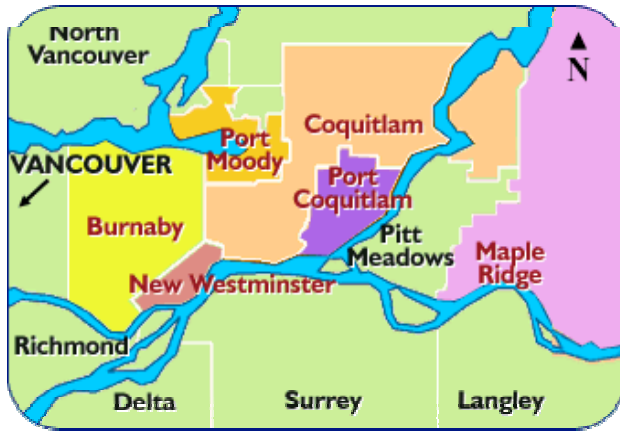 North
Vancouver
N
Coquitlam
Port
Moody
VANCOUVER
Port
Coquitlam
Burnaby
Pitt
Meadows
Maple
Ridge
New Westminster
Richmond
Delta
Surrey
Langley